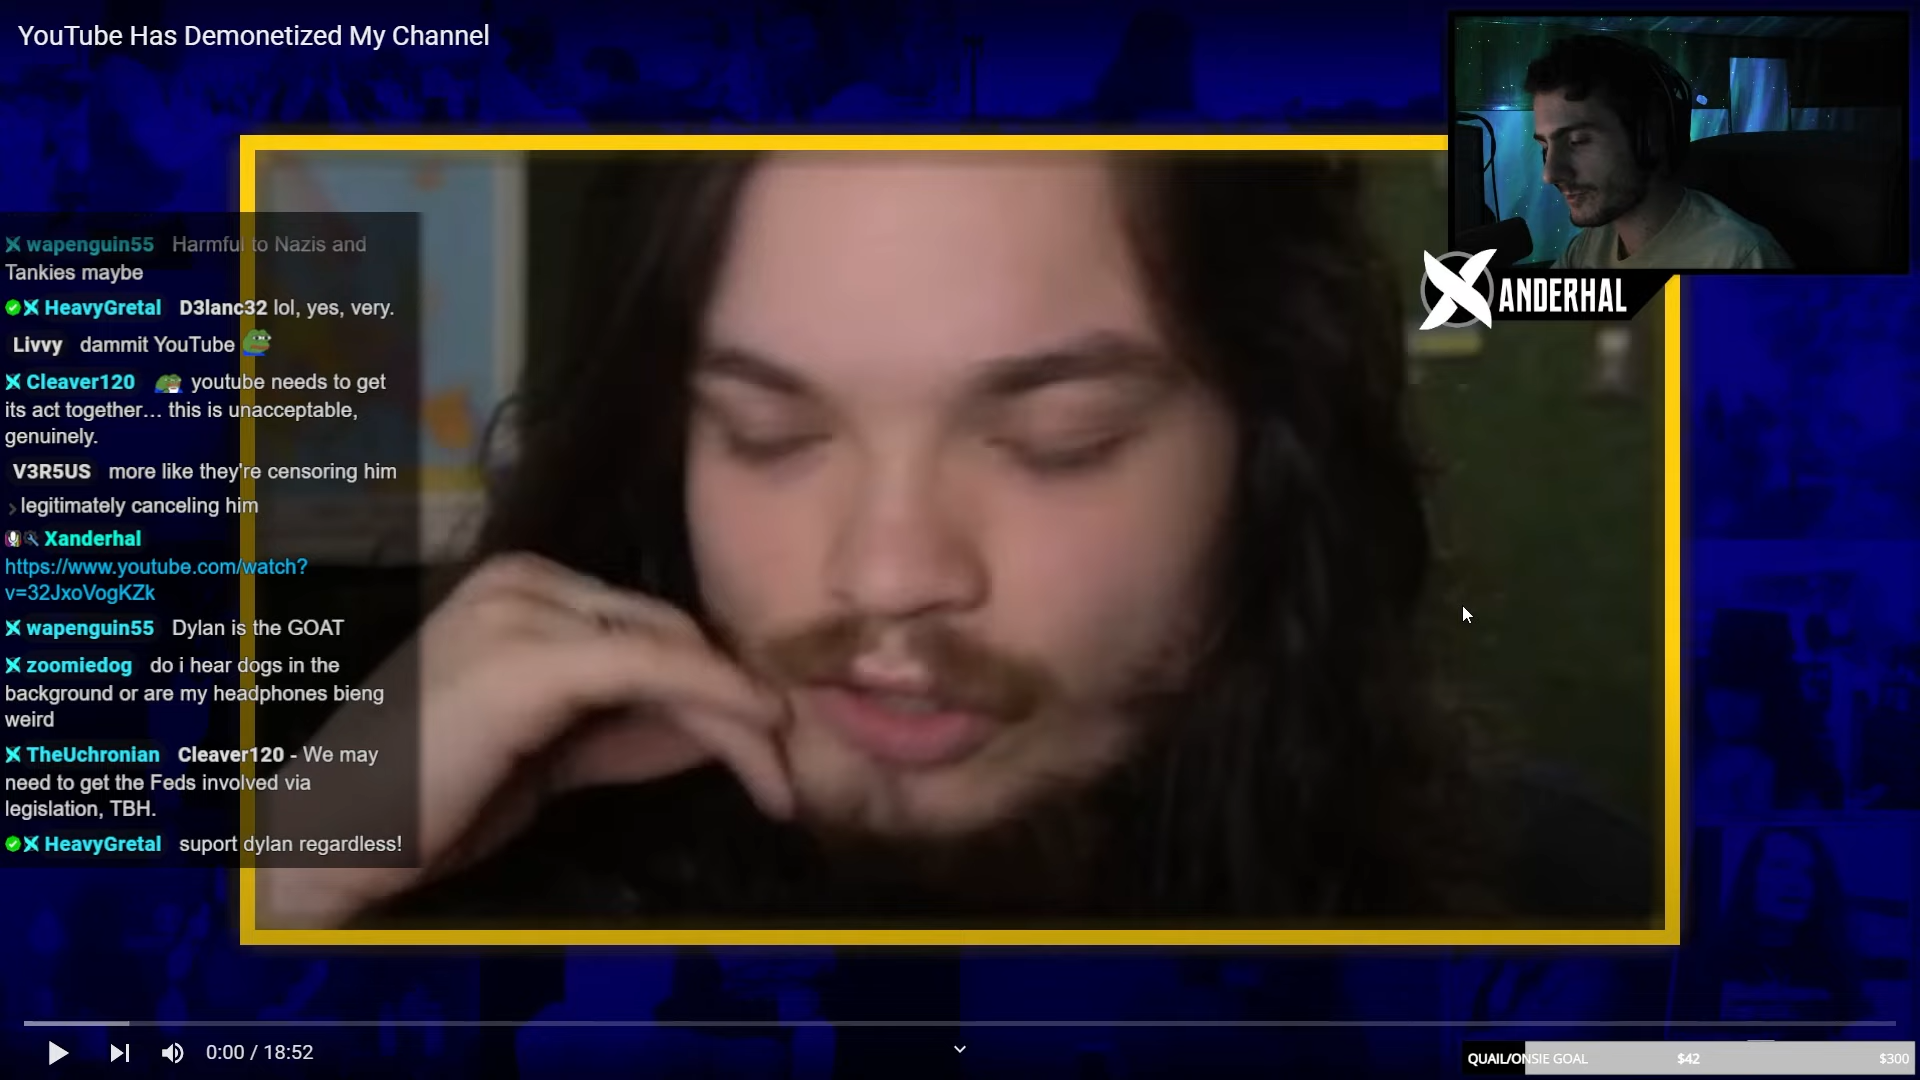 YouTube Has Demonetized My Channel
wapenguin55 Harmful to Nazis and
Tankies maybe
HeavyGretal D3lanc32 lol, yes, very.
Livvy dammit YouTube
Cleaver120 youtube needs to get
its act together... this is unacceptable,
genuinely.
V3R5US more like they're censoring him
legitimately canceling him
Xanderhal
https://www.youtube.com/watch?
v=32JxoVogKZk
wapenguin55 Dylan is the GOAT
zoomiedog do i hear dogs in the
background or are my headphones bieng
weird
TheUchronian Cleaver120 - We may
need to get the Feds involved via
legislation, TBH.
HeavyGretal suport dylan regardless!
XANDERHAL
0:00 / 18:52
QUAIL/ONSIE GOAL $42 $300